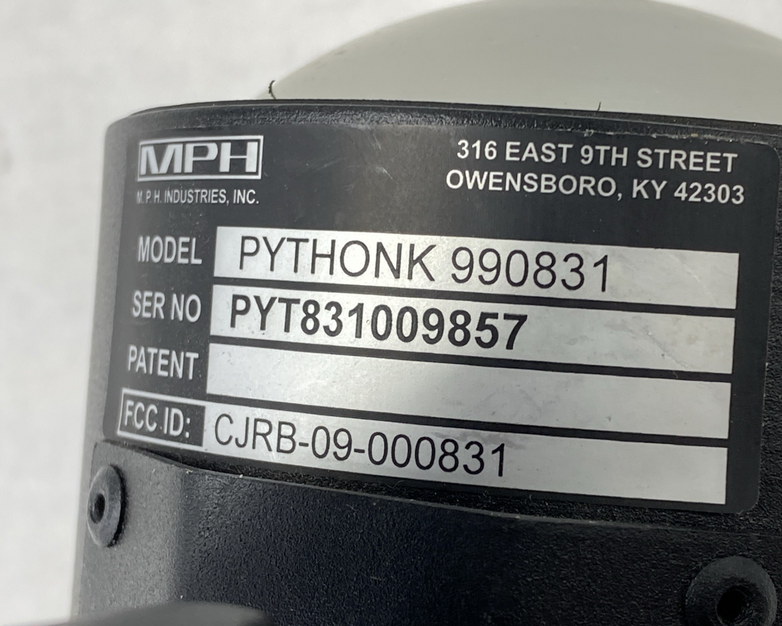 MPH
M. P. H. INDUSTRIES, INC.
316 EAST 9TH STREET
OWENSBORO, KY 42303
MODEL PYTHONK 990831
SER NO PYT831009857
PATENT
FCC ID: CJRB-09-000831